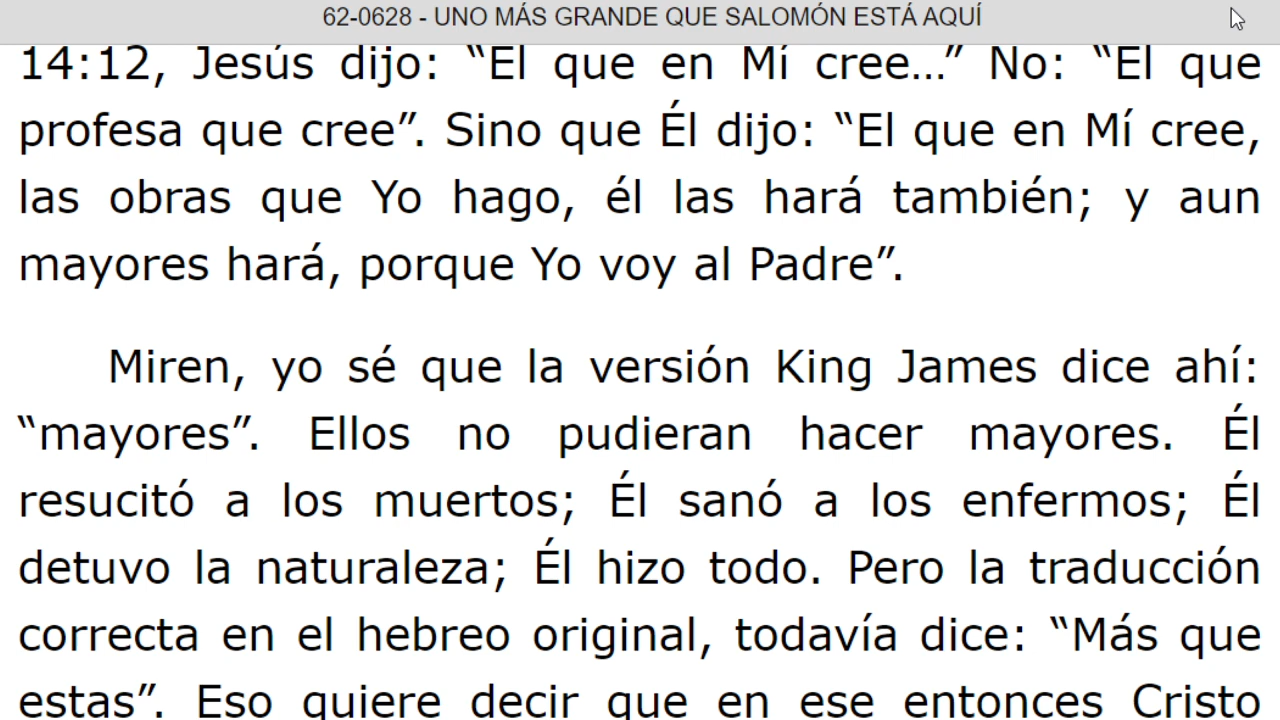 62-0628 - UNO MÁS GRANDE QUE SALOMÓN ESTÁ AQUÍ
14:12, Jesús dijo: “El que en Mí cree…” No: “El que
profesa que cree”. Sino que Él dijo: “El que en Mí cree,
las obras que Yo hago, él las hará también; y aun
mayores hará, porque Yo voy al Padre”.
Miren, yo sé que la versión King James dice ahí:
“mayores”. Ellos no pudieran hacer mayores. Él
resucitó a los muertos; Él sanó a los enfermos; Él
detuvo la naturaleza; Él hizo todo. Pero la traducción
correcta en el hebreo original, todavía dice: “Más que
estas”. Eso quiere decir que en ese entonces Cristo